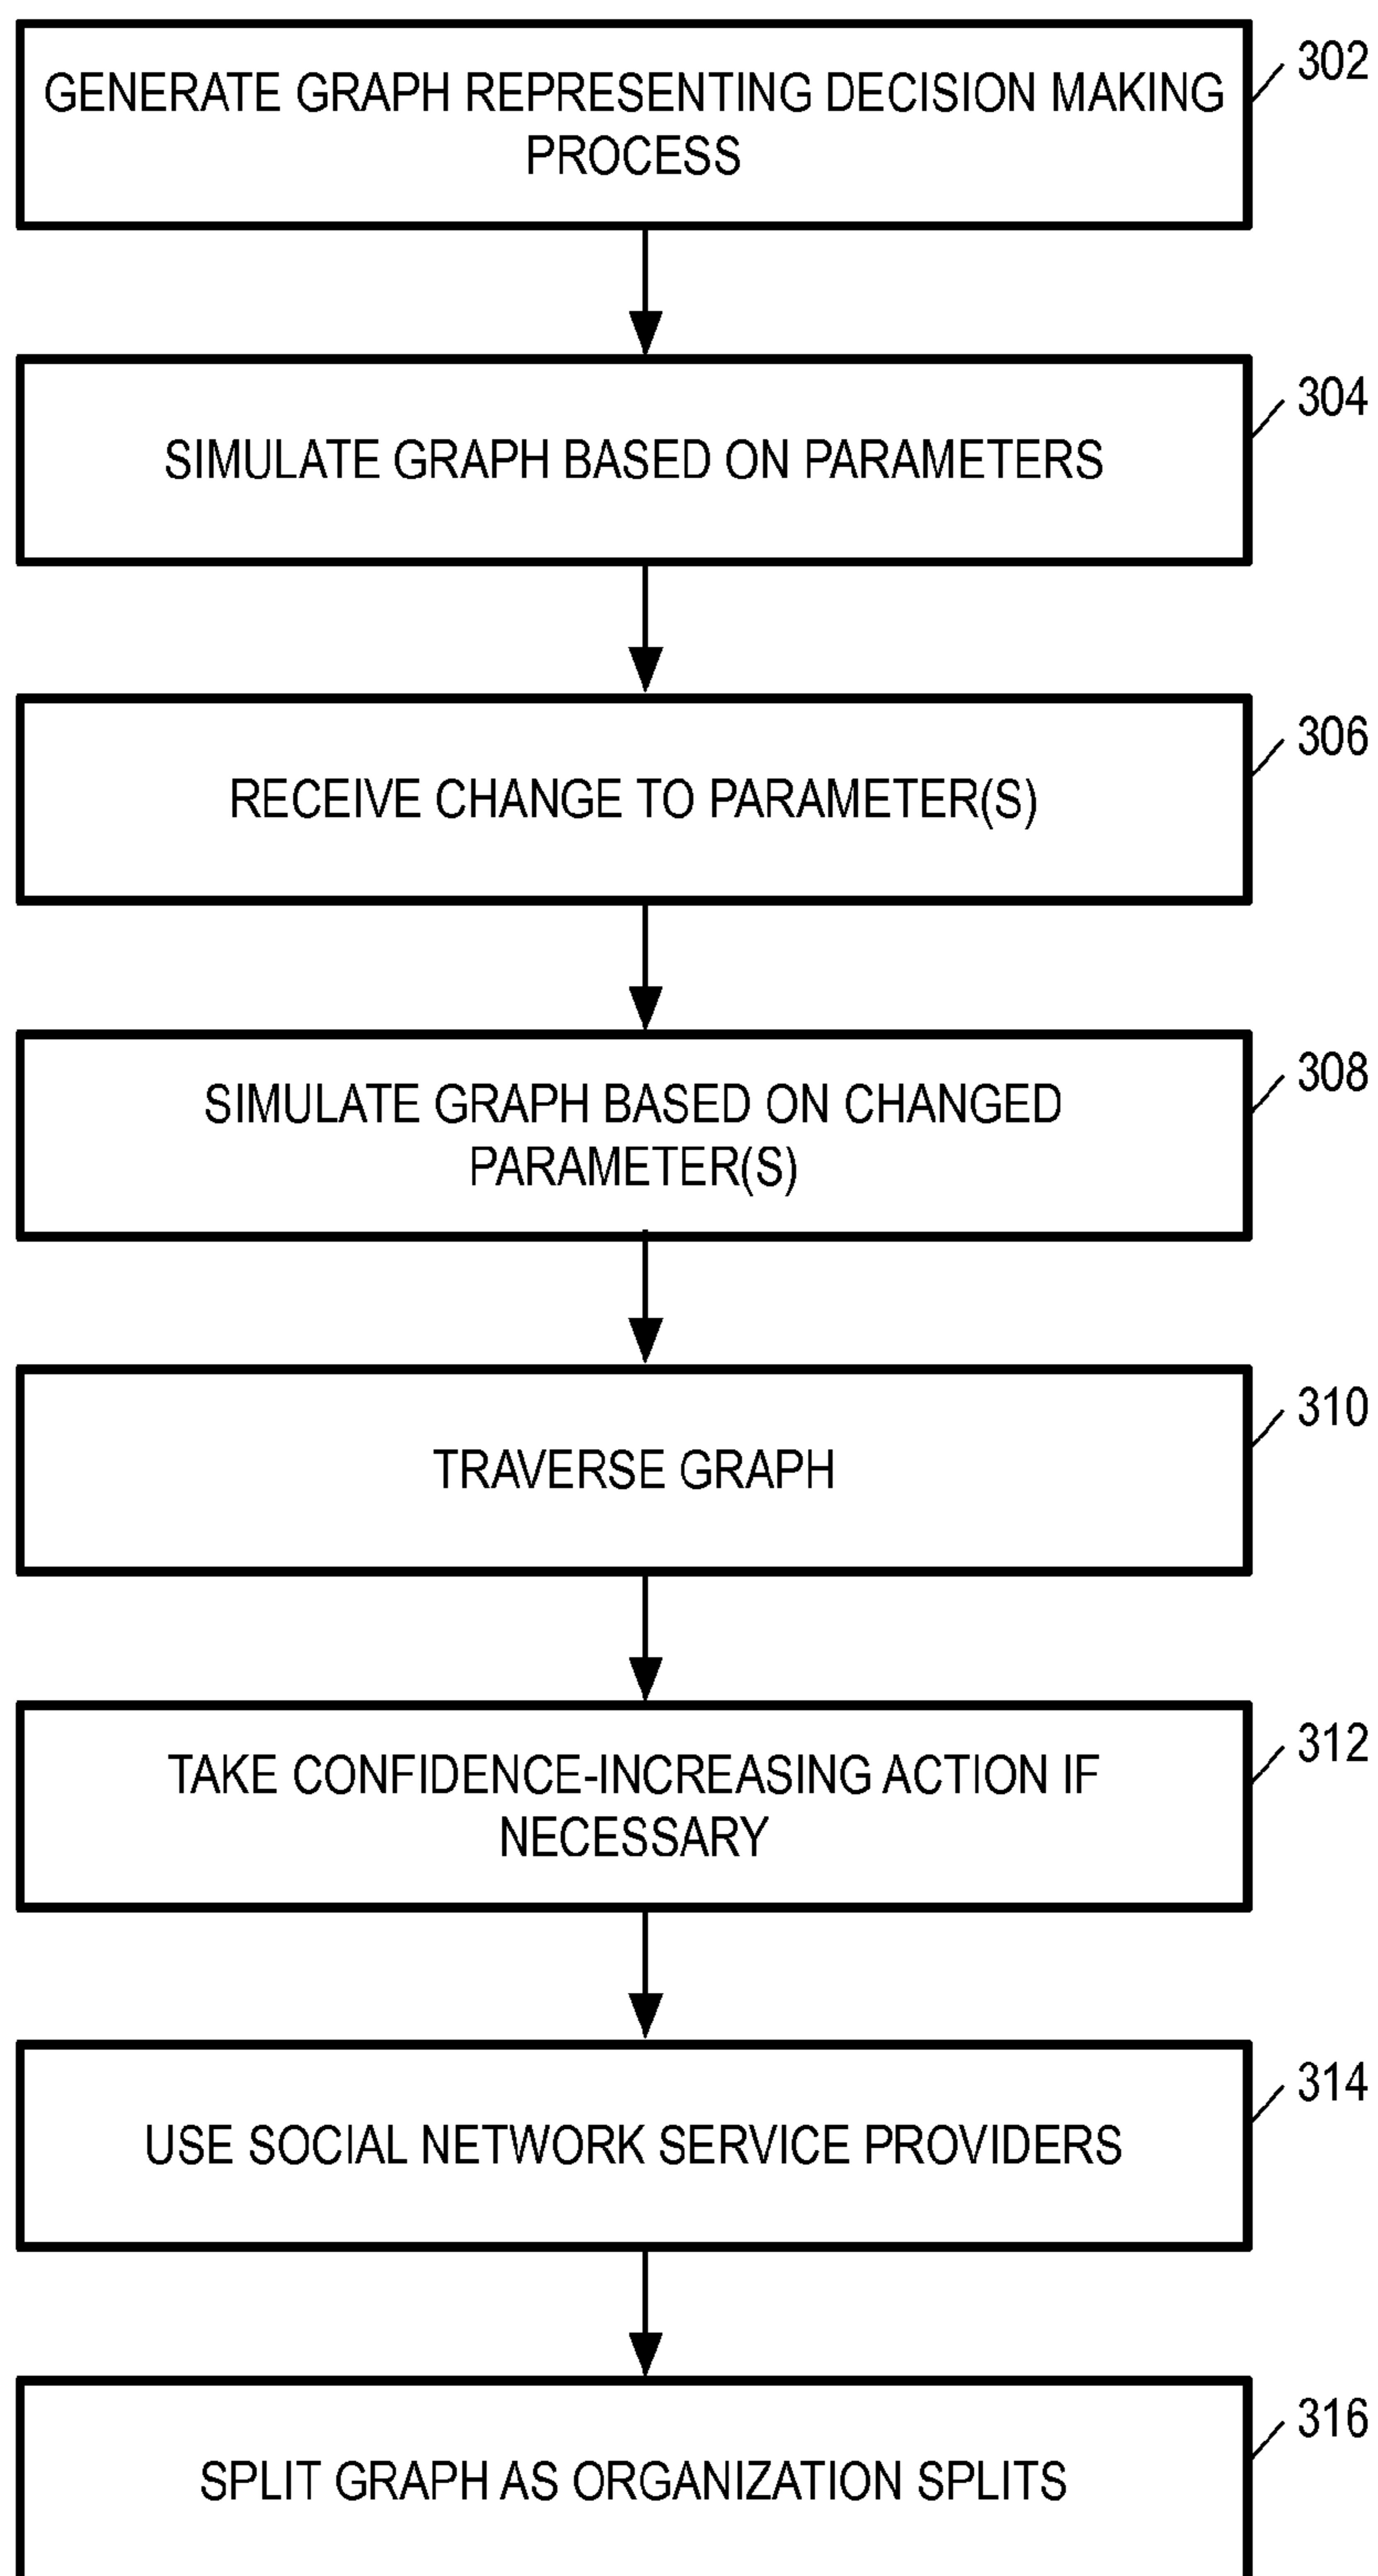 302
GENERATE GRAPH REPRESENTING DECISION MAKING
PROCESS
304
SIMULATE GRAPH BASED ON PARAMETERS
306
RECEIVE CHANGE TO PARAMETER(S)
308
SIMULATE GRAPH BASED ON CHANGED
PARAMETER(S)
310
TRAVERSE GRAPH
312
TAKE CONFIDENCE-INCREASING ACTION IF
NECESSARY
314
USE SOCIAL NETWORK SERVICE PROVIDERS
316
SPLIT GRAPH AS ORGANIZATION SPLITS